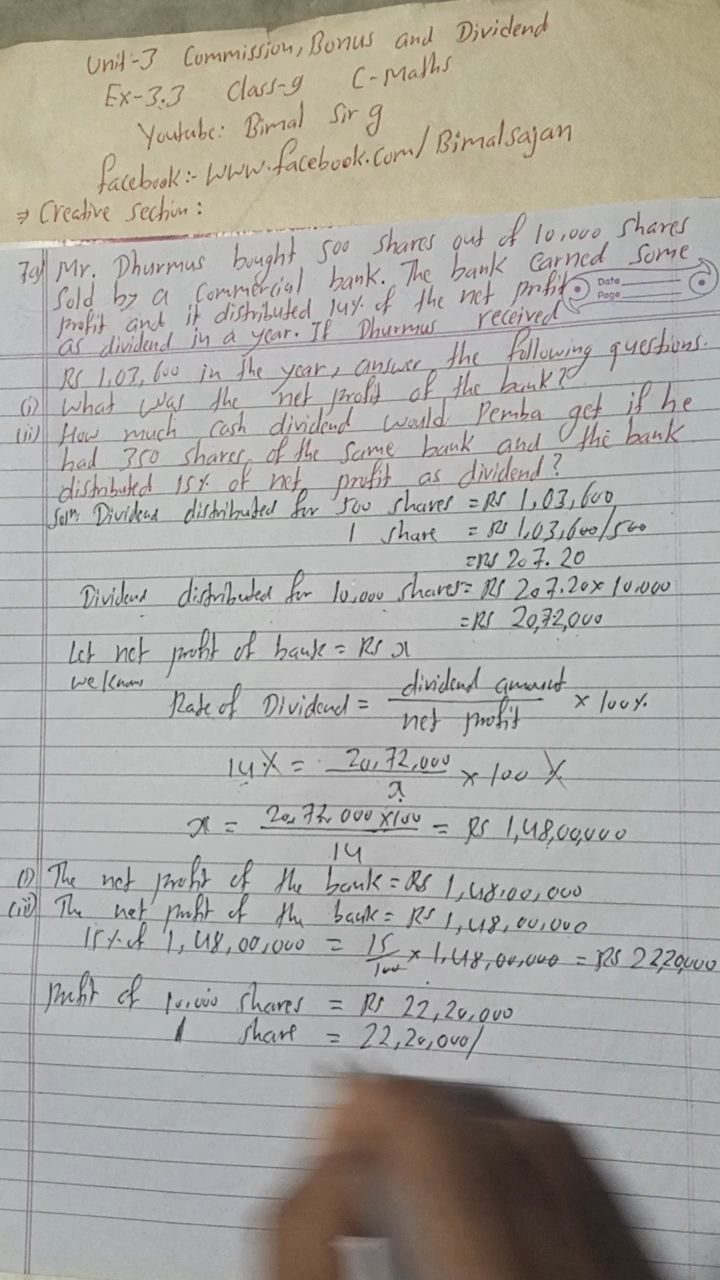 Unit-3 Commission, Bonus and Dividend
Ex-3.3 Class-9 C-Maths
Youtube: Bimal Sir g
facebook:- www.facebook.com/Bimalsajan
⇒ Creative section:
7a) Mr. Dhurmus bought 500 shares out of 10,000 shares
sold by a commercial bank. The bank earned some
profit and it distributed 14% of the net profit
Date
Page
as dividend in a year. If Dhurmus received
RS 1,03,600 in the year, answer the following questions.
(i) What was the net profit of the bank?
(ii) How much cash dividend would Pemba get if he
had 350 shares of the same bank and the bank
distributed 15% of net profit as dividend?
Soln, Dividend distributed for 500 shares = RS 1,03,600
1 share = RS 1,03,600/500
= RS 207.20
Dividend distributed for 10,000 shares = RS 207.20 × 10,000
= RS 20,72,000
Let net profit of bank = RS x
we know
Rate of Dividend = dividend amount / net profit × 100%
14% = 20,72,000 / x × 100 %
x = 20,72,000 × 100 / 14 = RS 1,48,00,000
(i) The net profit of the bank = RS 1,48,00,000
(ii) The net profit of the bank = RS 1,48,00,000
15% of 1,48,00,000 = 15/100 × 1,48,00,000 = RS 22,20,000
profit of 10,000 shares = RS 22,20,000
1 share = 22,20,000/